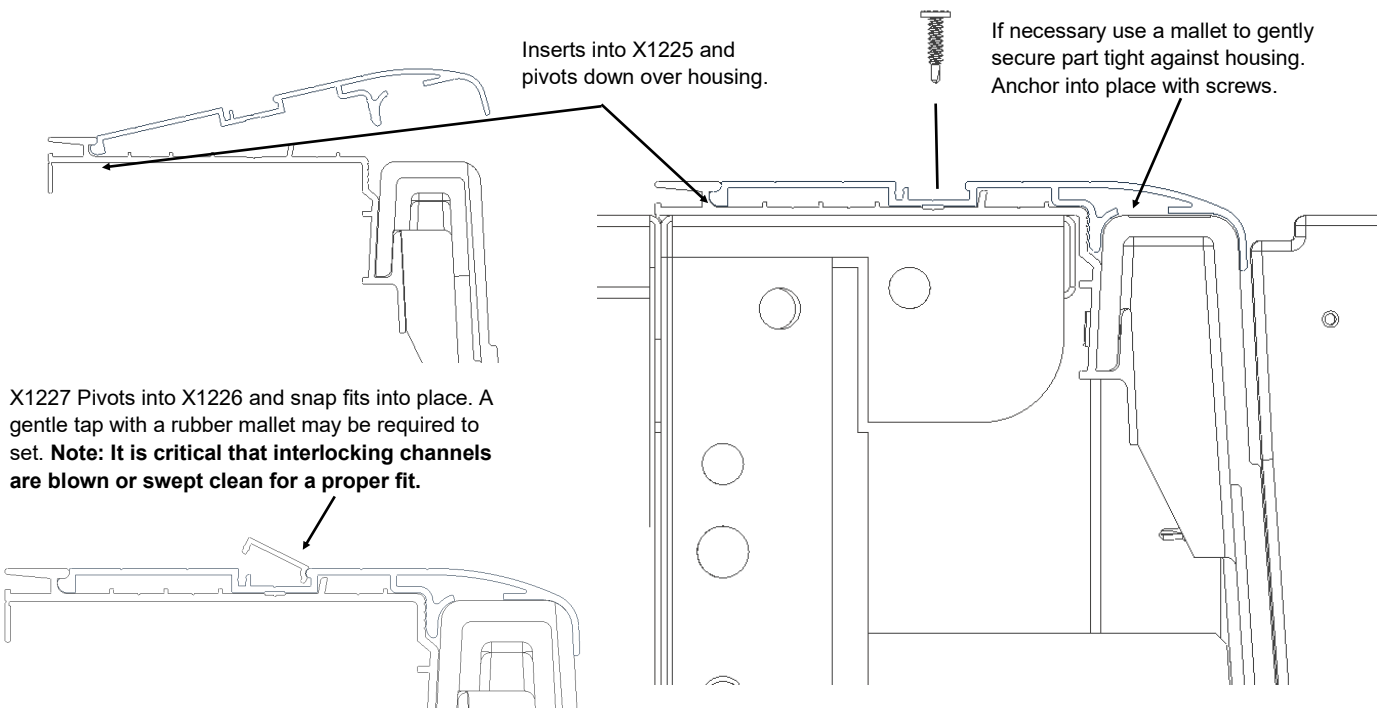 Inserts into X1225 and
pivots down over housing.
If necessary use a mallet to gently
secure part tight against housing.
Anchor into place with screws.
X1227 Pivots into X1226 and snap fits into place. A
gentle tap with a rubber mallet may be required to
set. Note: It is critical that interlocking channels
are blown or swept clean for a proper fit.